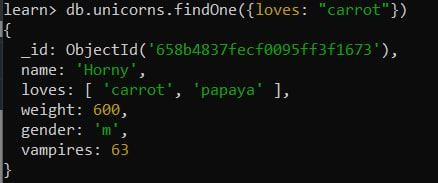 learn> db.unicorns.findOne({loves: "carrot"})
{
  _id: ObjectId('658b4837fecf0095ff3f1673'),
  name: 'Horny',
  loves: [ 'carrot', 'papaya' ],
  weight: 600,
  gender: 'm',
  vampires: 63
}